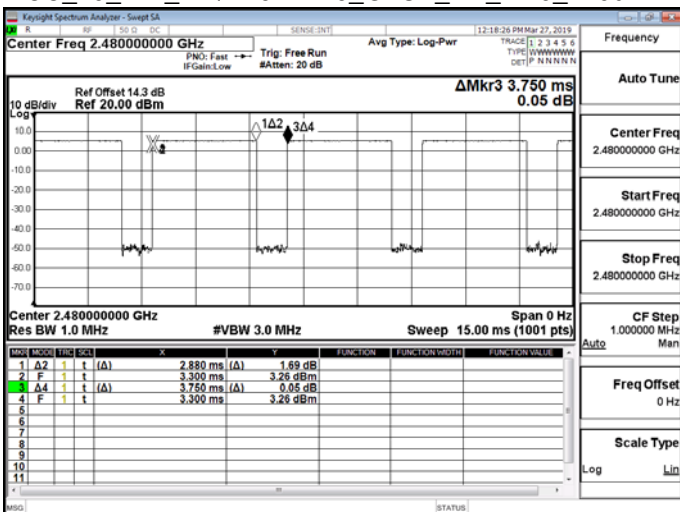 Keysight Spectrum Analyzer - Swept SA
R RF 50 Ω DC SENSE:INT 12:18:26 PM Mar 27, 2019
Center Freq 2.480000000 GHz
PNO: Fast
IFGain:Low
Trig: Free Run
#Atten: 20 dB
Avg Type: Log-Pwr
TRACE 1 2 3 4 5 6
TYPE WWWWWW
DET P N N N N N
Ref Offset 14.3 dB
Ref 20.00 dBm
10 dB/div
Log
ΔMkr3 3.750 ms
0.05 dB
1Δ2
3Δ4
10.0
0.00
-10.0
-20.0
-30.0
-40.0
-50.0
-60.0
-70.0
Center 2.480000000 GHz
Res BW 1.0 MHz
#VBW 3.0 MHz
Span 0 Hz
Sweep 15.00 ms (1001 pts)
MKR MODE TRC SCL X Y FUNCTION FUNCTION WIDTH FUNCTION VALUE
1 Δ2 1 t (Δ) 2.880 ms (Δ) 1.69 dB
2 F 1 t 3.300 ms 3.26 dBm
3 Δ4 1 t (Δ) 3.750 ms (Δ) 0.05 dB
4 F 1 t 3.300 ms 3.26 dBm
5
6
7
8
9
10
11
MSG
STATUS
Frequency
Auto Tune
Center Freq
2.480000000 GHz
Start Freq
2.480000000 GHz
Stop Freq
2.480000000 GHz
CF Step
1.000000 MHz
Auto Man
Freq Offset
0 Hz
Scale Type
Log Lin